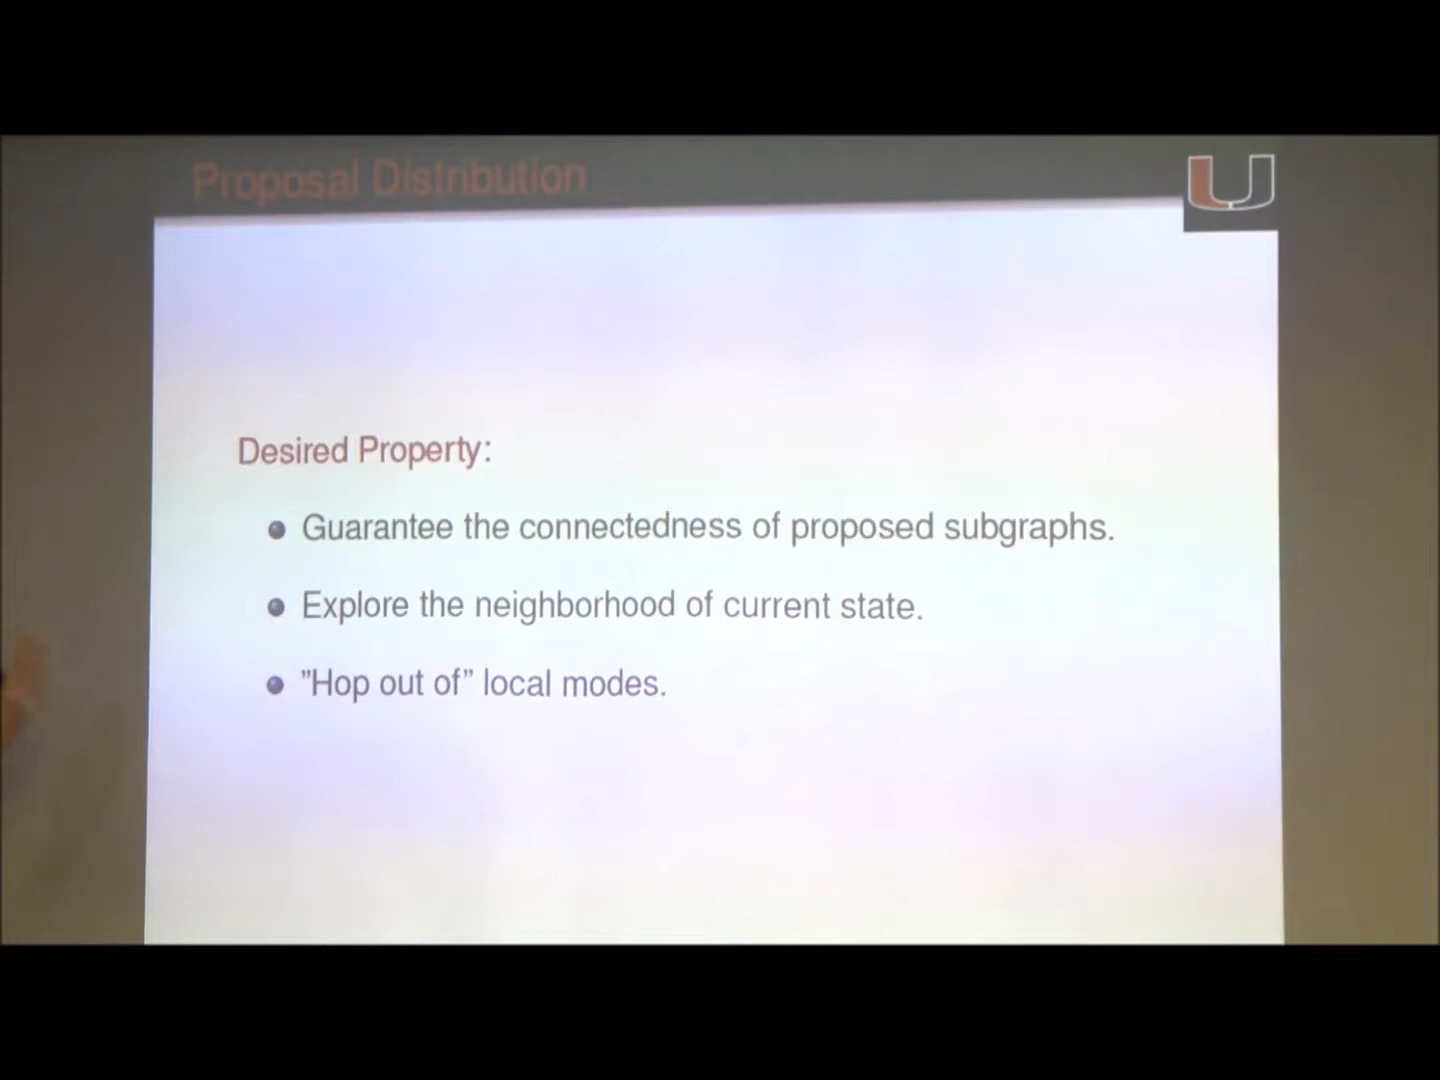 Proposal Distribution
U
Desired Property:
Guarantee the connectedness of proposed subgraphs.
Explore the neighborhood of current state.
"Hop out of" local modes.